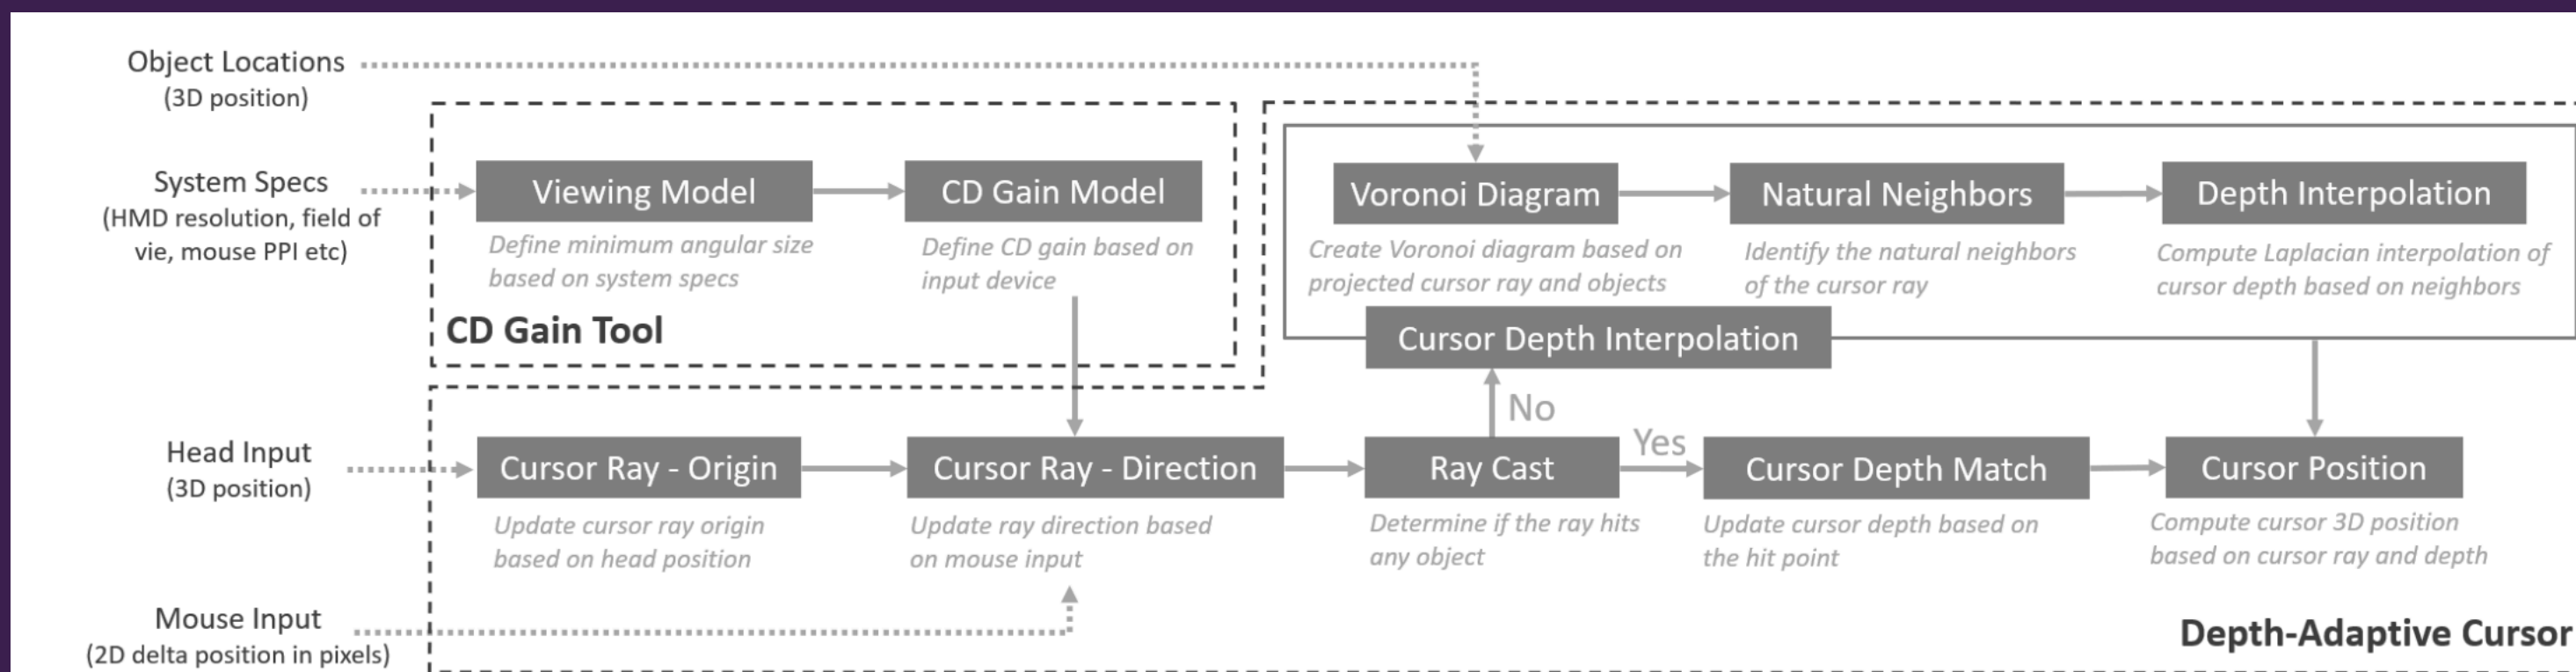 Object Locations
(3D position)
System Specs
(HMD resolution, field of
vie, mouse PPI etc)
Viewing Model
Define minimum angular size
based on system specs
CD Gain Model
Define CD gain based on
input device
CD Gain Tool
Voronoi Diagram
Create Voronoi diagram based on
projected cursor ray and objects
Natural Neighbors
Identify the natural neighbors
of the cursor ray
Depth Interpolation
Compute Laplacian interpolation of
cursor depth based on neighbors
Cursor Depth Interpolation
No
Yes
Head Input
(3D position)
Cursor Ray - Origin
Update cursor ray origin
based on head position
Cursor Ray - Direction
Update ray direction based
on mouse input
Ray Cast
Determine if the ray hits
any object
Cursor Depth Match
Update cursor depth based on
the hit point
Cursor Position
Compute cursor 3D position
based on cursor ray and depth
Mouse Input
(2D delta position in pixels)
Depth-Adaptive Cursor